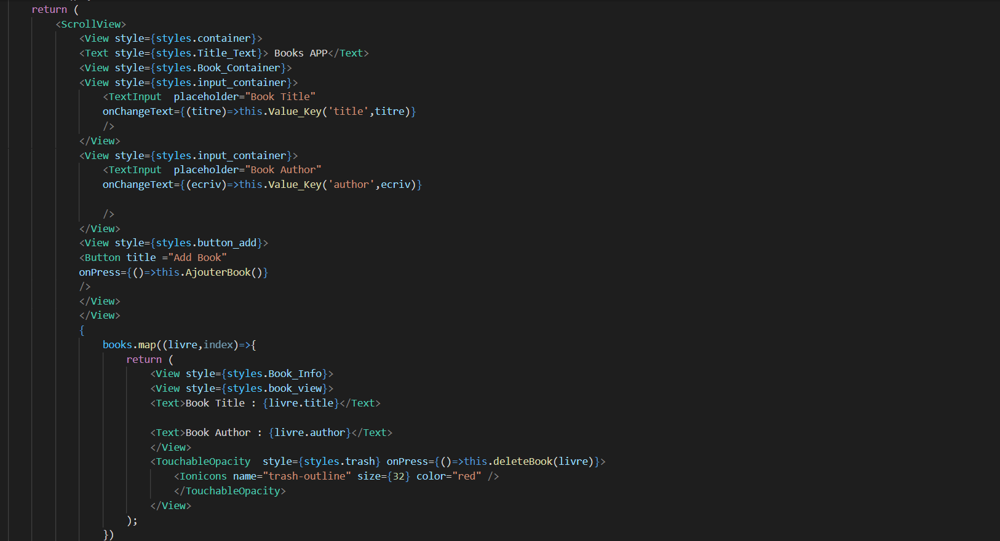 return (
<ScrollView>
<View style={styles.container}>
<Text style={styles.Title_Text}> Books APP</Text>
<View style={styles.Book_Container}>
<View style={styles.input_container}>
<TextInput  placeholder="Book Title"
onChangeText={(titre)=>this.Value_Key('title',titre)}
/>
</View>
<View style={styles.input_container}>
<TextInput  placeholder="Book Author"
onChangeText={(ecriv)=>this.Value_Key('author',ecriv)}
/>
</View>
<View style={styles.button_add}>
<Button title ="Add Book"
onPress={()=>this.AjouterBook()}
/>
</View>
</View>
{
books.map((livre,index)=>{
return (
<View style={styles.Book_Info}>
<View style={styles.book_view}>
<Text>Book Title : {livre.title}</Text>
<Text>Book Author : {livre.author}</Text>
</View>
<TouchableOpacity  style={styles.trash} onPress={()=>this.deleteBook(livre)}>
<Ionicons name="trash-outline" size={32} color="red" />
</TouchableOpacity>
</View>
);
})